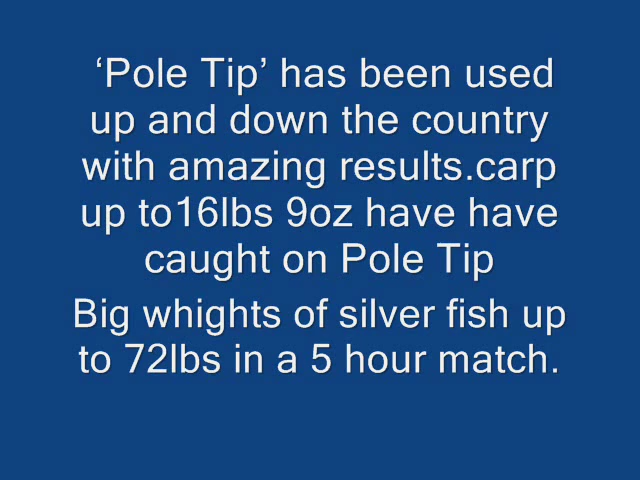 ‘Pole Tip’ has been used
up and down the country
with amazing results.carp
up to16lbs 9oz have have
caught on Pole Tip
Big whights of silver fish up
to 72lbs in a 5 hour match.